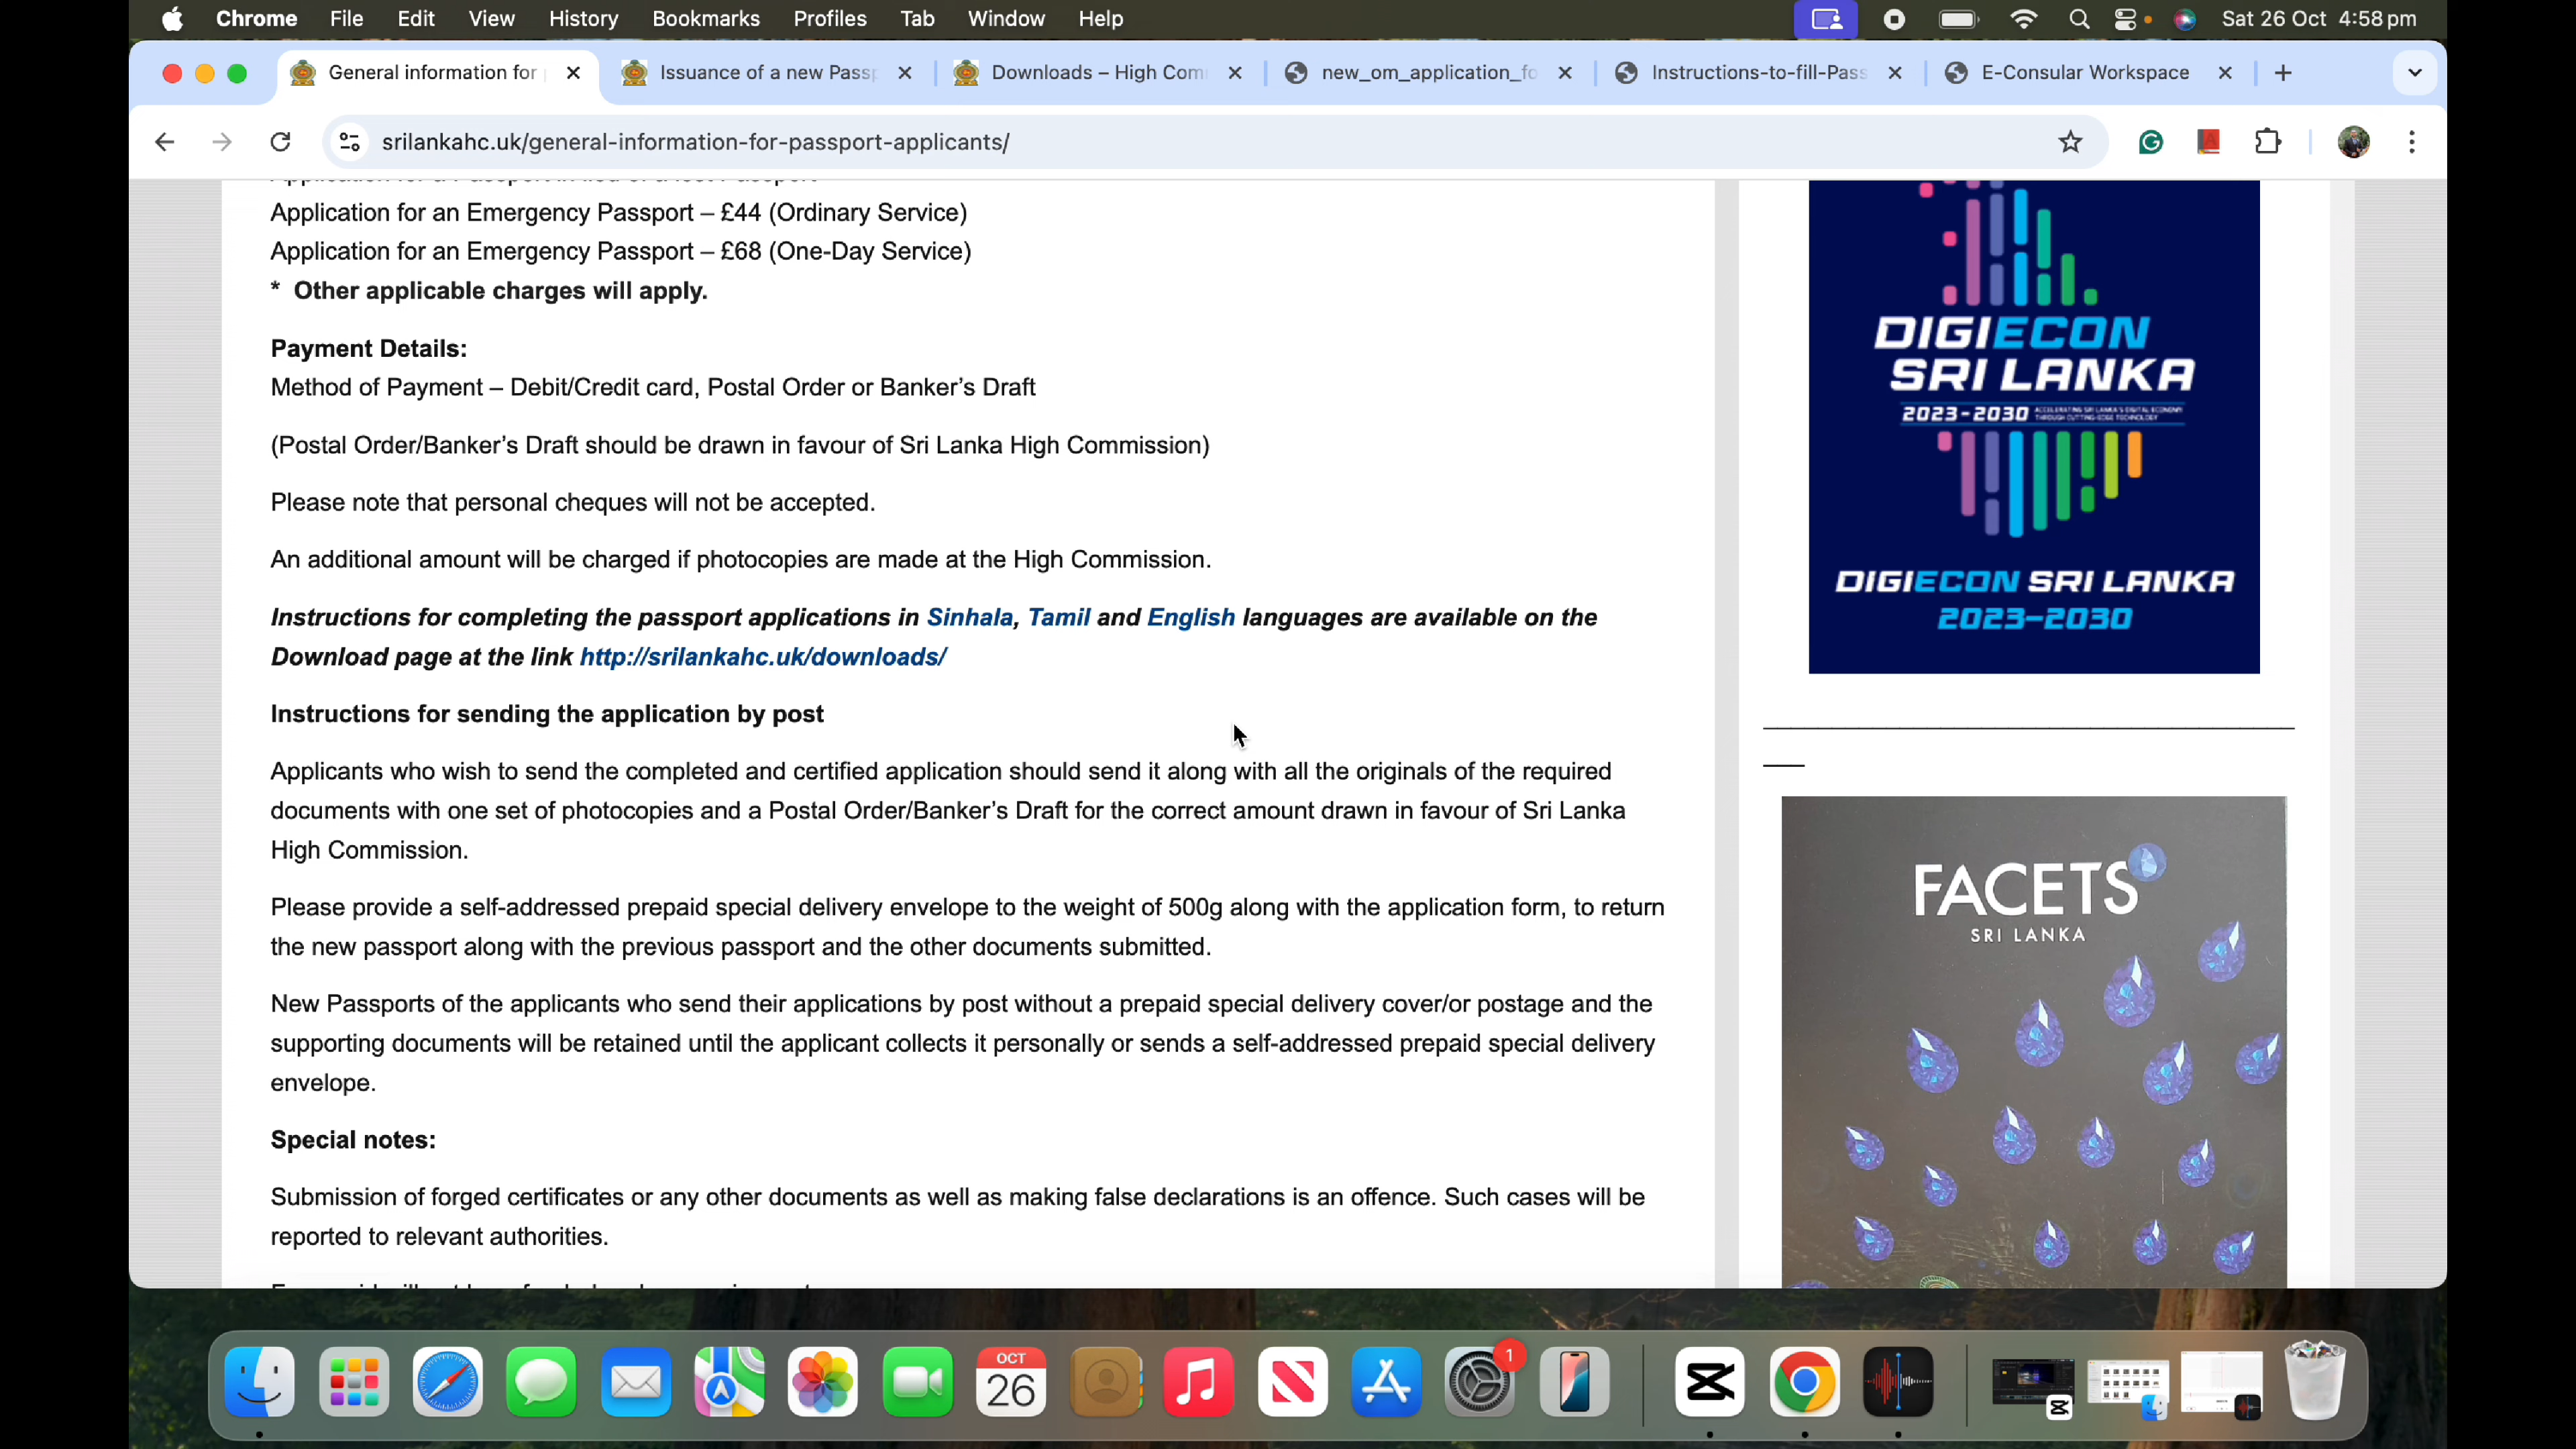 Chrome File Edit View History Bookmarks Profiles Tab Window Help Sat 26 Oct 4:58 pm
General information for Issuance of a new Pass Downloads – High Com new_om_application_fo Instructions-to-fill-Pass E-Consular Workspace
srilankahc.uk/general-information-for-passport-applicants/
Application for an Emergency Passport – £44 (Ordinary Service)
Application for an Emergency Passport – £68 (One-Day Service)
* Other applicable charges will apply.
Payment Details:
Method of Payment – Debit/Credit card, Postal Order or Banker’s Draft
(Postal Order/Banker’s Draft should be drawn in favour of Sri Lanka High Commission)
Please note that personal cheques will not be accepted.
An additional amount will be charged if photocopies are made at the High Commission.
Instructions for completing the passport applications in Sinhala, Tamil and English languages are available on the
Download page at the link http://srilankahc.uk/downloads/
Instructions for sending the application by post
Applicants who wish to send the completed and certified application should send it along with all the originals of the required
documents with one set of photocopies and a Postal Order/Banker’s Draft for the correct amount drawn in favour of Sri Lanka
High Commission.
Please provide a self-addressed prepaid special delivery envelope to the weight of 500g along with the application form, to return
the new passport along with the previous passport and the other documents submitted.
New Passports of the applicants who send their applications by post without a prepaid special delivery cover/or postage and the
supporting documents will be retained until the applicant collects it personally or sends a self-addressed prepaid special delivery
envelope.
Special notes:
Submission of forged certificates or any other documents as well as making false declarations is an offence. Such cases will be
reported to relevant authorities.
DIGIECON
SRI LANKA
2023-2030 ACCELERATING SRI LANKA'S DIGITAL ECONOMY
THROUGH CUTTING-EDGE TECHNOLOGY
DIGIECON SRI LANKA
2023–2030
FACETS
SRI LANKA
OCT
26
1